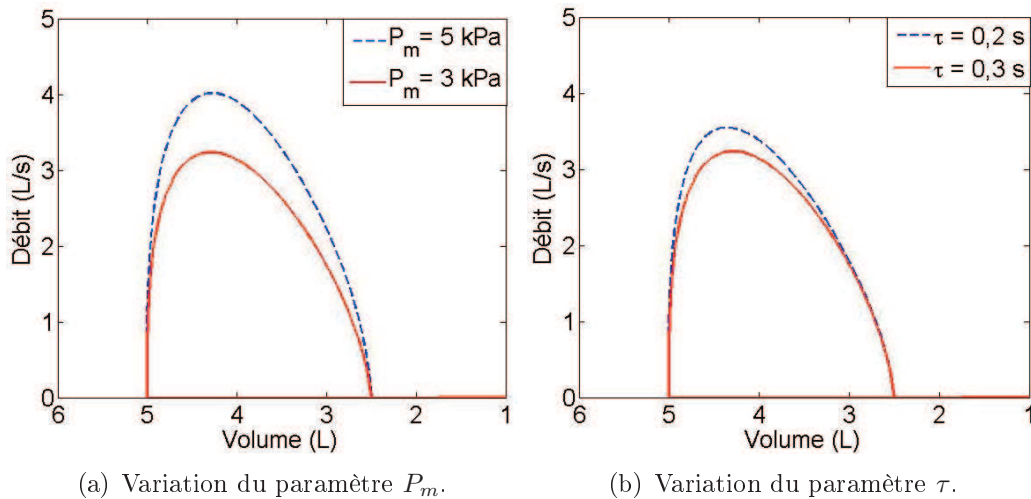 5
4
3
2
1
0
Débit (L/s)
P_m = 5 kPa
P_m = 3 kPa
6 5 4 3 2 1
Volume (L)
(a) Variation du paramètre P_m.
5
4
3
2
1
0
Débit (L/s)
τ = 0,2 s
τ = 0,3 s
6 5 4 3 2 1
Volume (L)
(b) Variation du paramètre τ.